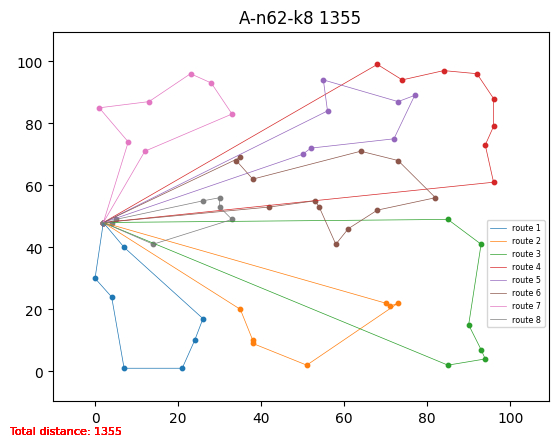 A-n62-k8 1355
100
80
60
40
20
0
0 20 40 60 80 100
route 1
route 2
route 3
route 4
route 5
route 6
route 7
route 8
Total distance: 1355